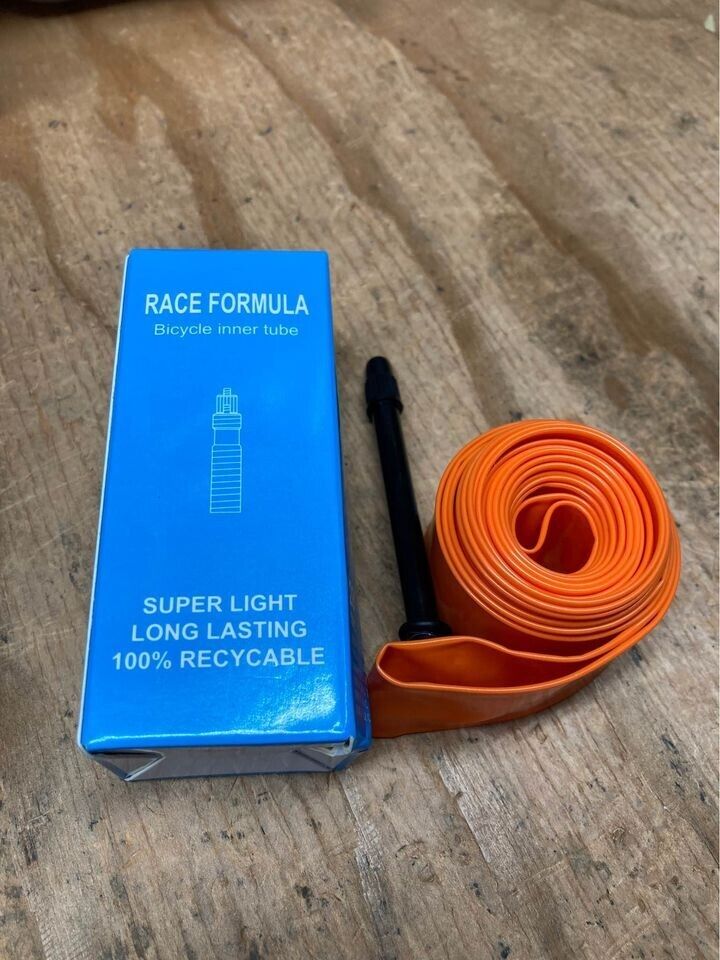 RACE FORMULA
Bicycle inner tube
SUPER LIGHT
LONG LASTING
100% RECYCABLE